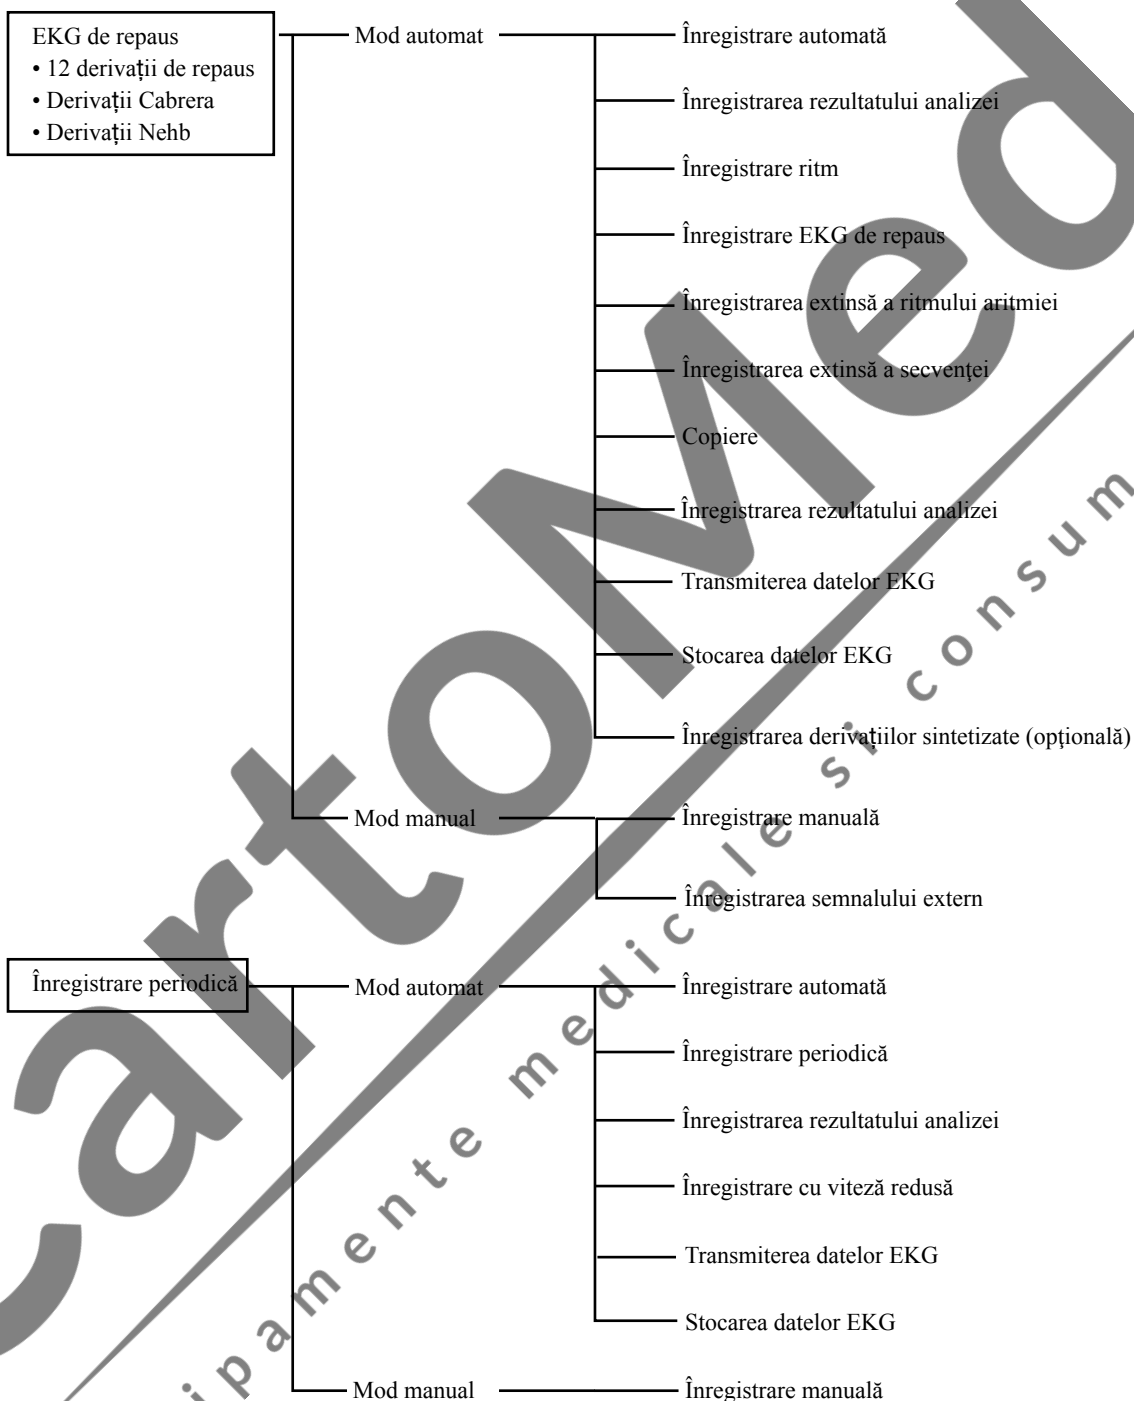 EKG de repaus
• 12 derivații de repaus
• Derivații Cabrera
• Derivații Nehb
Mod automat
Înregistrare automată
Înregistrarea rezultatului analizei
Înregistrare ritm
Înregistrare EKG de repaus
Înregistrarea extinsă a ritmului aritmiei
Înregistrarea extinsă a secvenţei
Copiere
Înregistrarea rezultatului analizei
Transmiterea datelor EKG
Stocarea datelor EKG
Înregistrarea derivațiilor sintetizate (opţională)
Mod manual
Înregistrare manuală
Înregistrarea semnalului extern
Înregistrare periodică
Mod automat
Înregistrare automată
Înregistrare periodică
Înregistrarea rezultatului analizei
Înregistrare cu viteză redusă
Transmiterea datelor EKG
Stocarea datelor EKG
Mod manual
Înregistrare manuală
CartoMed
ipamente medicale si consum